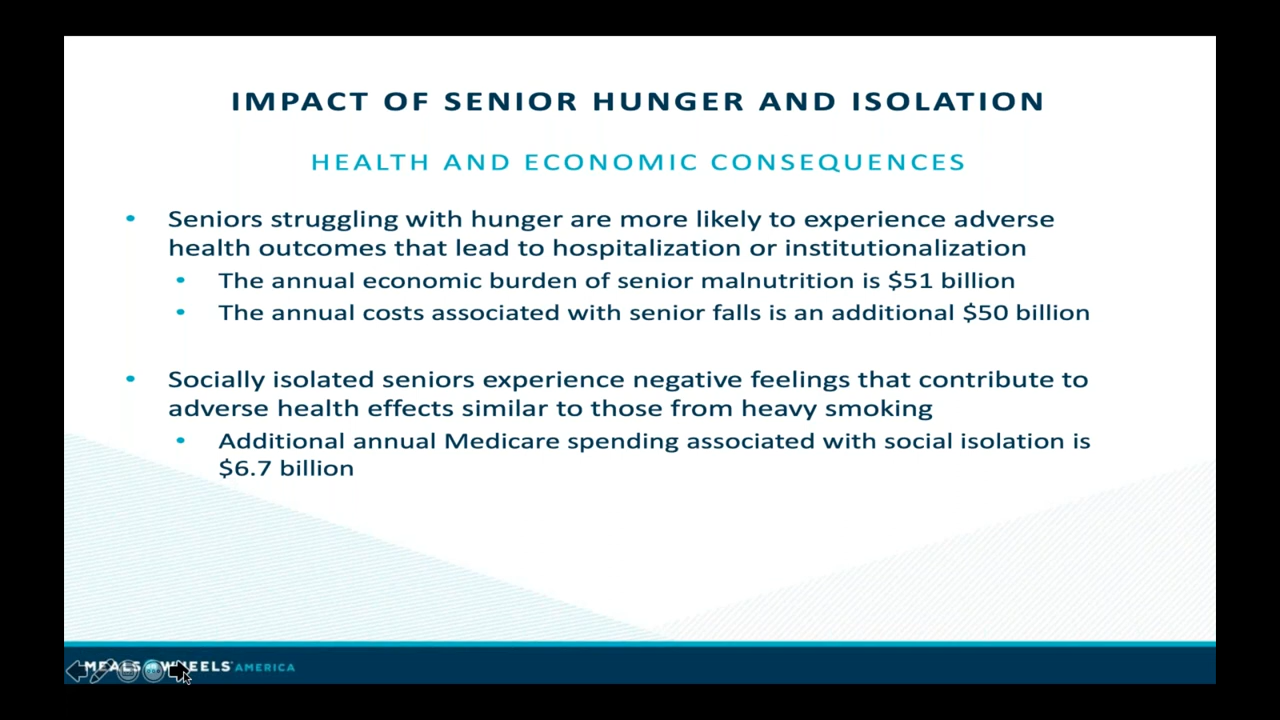 IMPACT OF SENIOR HUNGER AND ISOLATION
HEALTH AND ECONOMIC CONSEQUENCES
• Seniors struggling with hunger are more likely to experience adverse
health outcomes that lead to hospitalization or institutionalization
• The annual economic burden of senior malnutrition is $51 billion
• The annual costs associated with senior falls is an additional $50 billion
• Socially isolated seniors experience negative feelings that contribute to
adverse health effects similar to those from heavy smoking
• Additional annual Medicare spending associated with social isolation is
$6.7 billion
MEALS WHEELS AMERICA